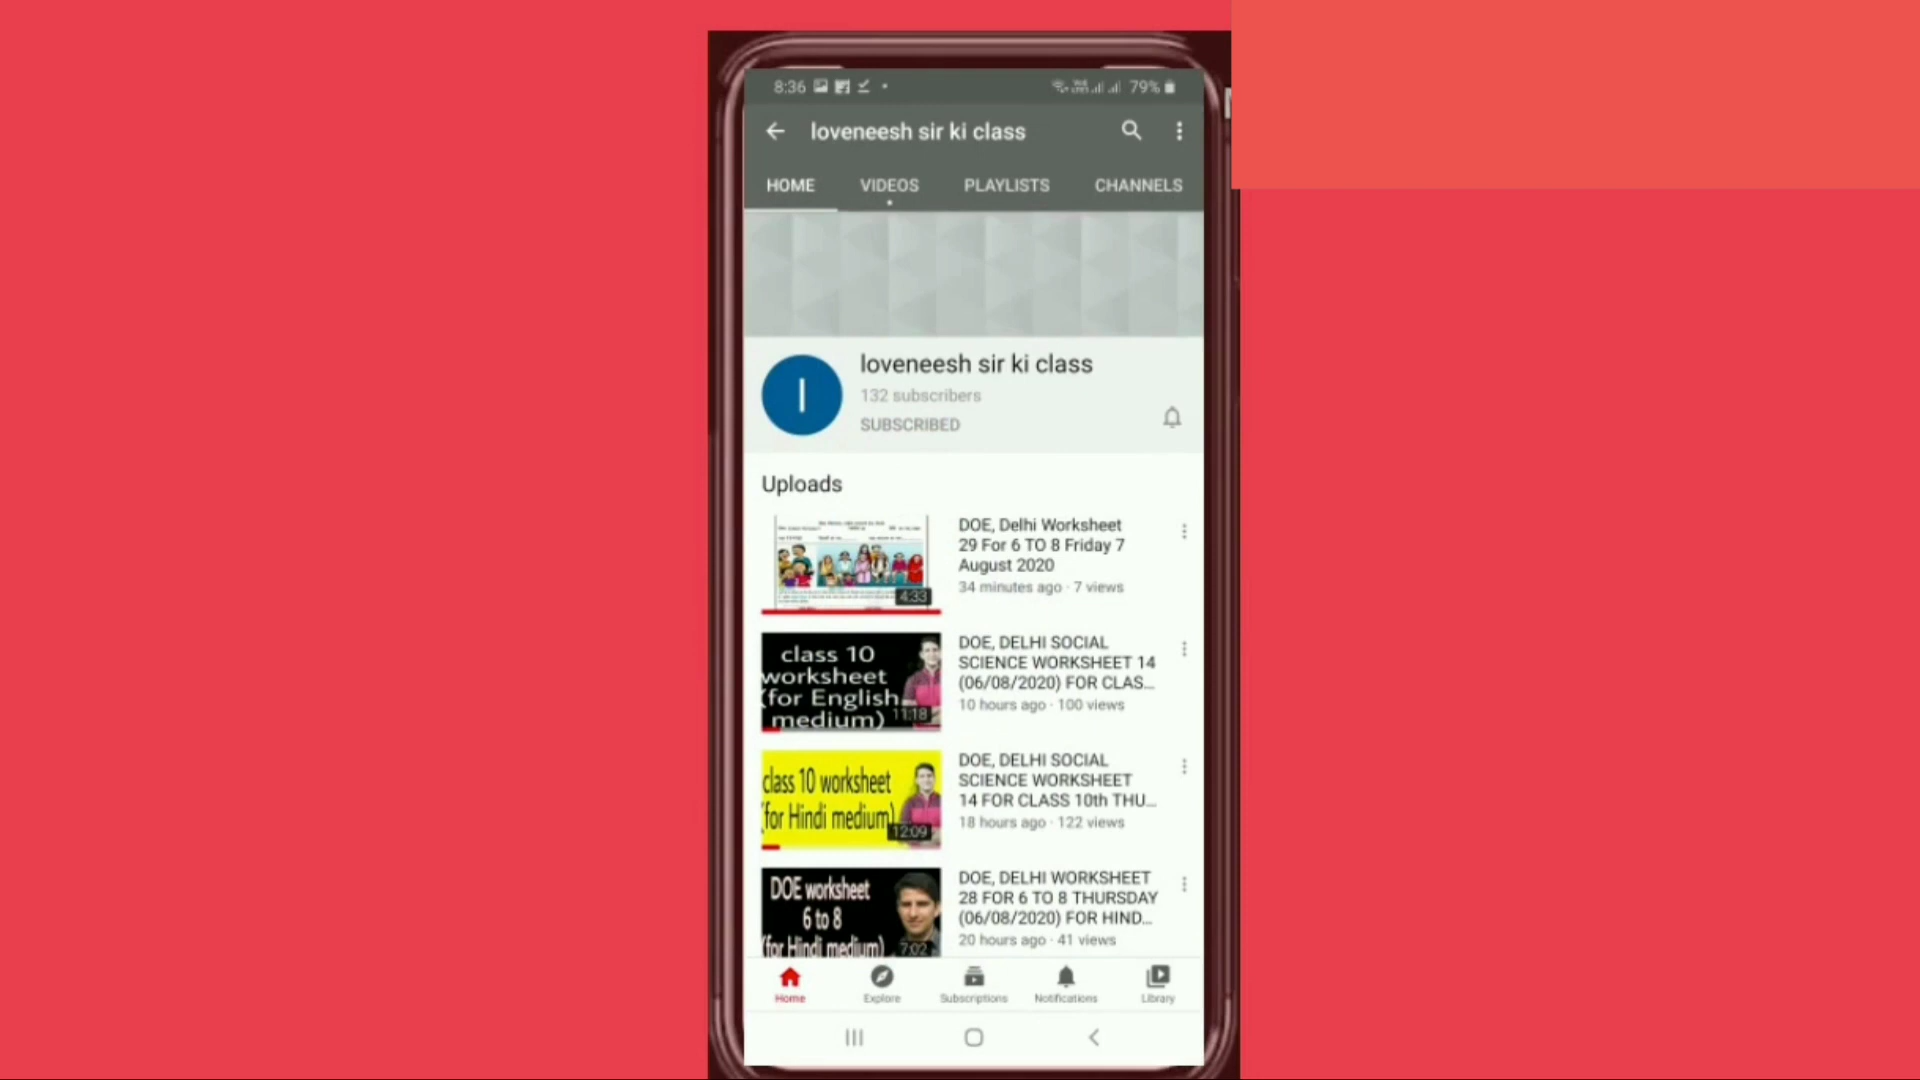 8:36
79%
loveneesh sir ki class
HOME VIDEOS PLAYLISTS CHANNELS
l
loveneesh sir ki class
132 subscribers
SUBSCRIBED
Uploads
4:33
DOE, Delhi Worksheet
29 For 6 TO 8 Friday 7
August 2020
34 minutes ago · 7 views
class 10
worksheet
(for English
medium)
11:18
DOE, DELHI SOCIAL
SCIENCE WORKSHEET 14
(06/08/2020) FOR CLAS...
10 hours ago · 100 views
class 10 worksheet
(for Hindi medium)
12:09
DOE, DELHI SOCIAL
SCIENCE WORKSHEET
14 FOR CLASS 10th THU...
18 hours ago · 122 views
DOE worksheet
6 to 8
(for Hindi medium)
7:02
DOE, DELHI WORKSHEET
28 FOR 6 TO 8 THURSDAY
(06/08/2020) FOR HIND...
20 hours ago · 41 views
Home Explore Subscriptions Notifications Library